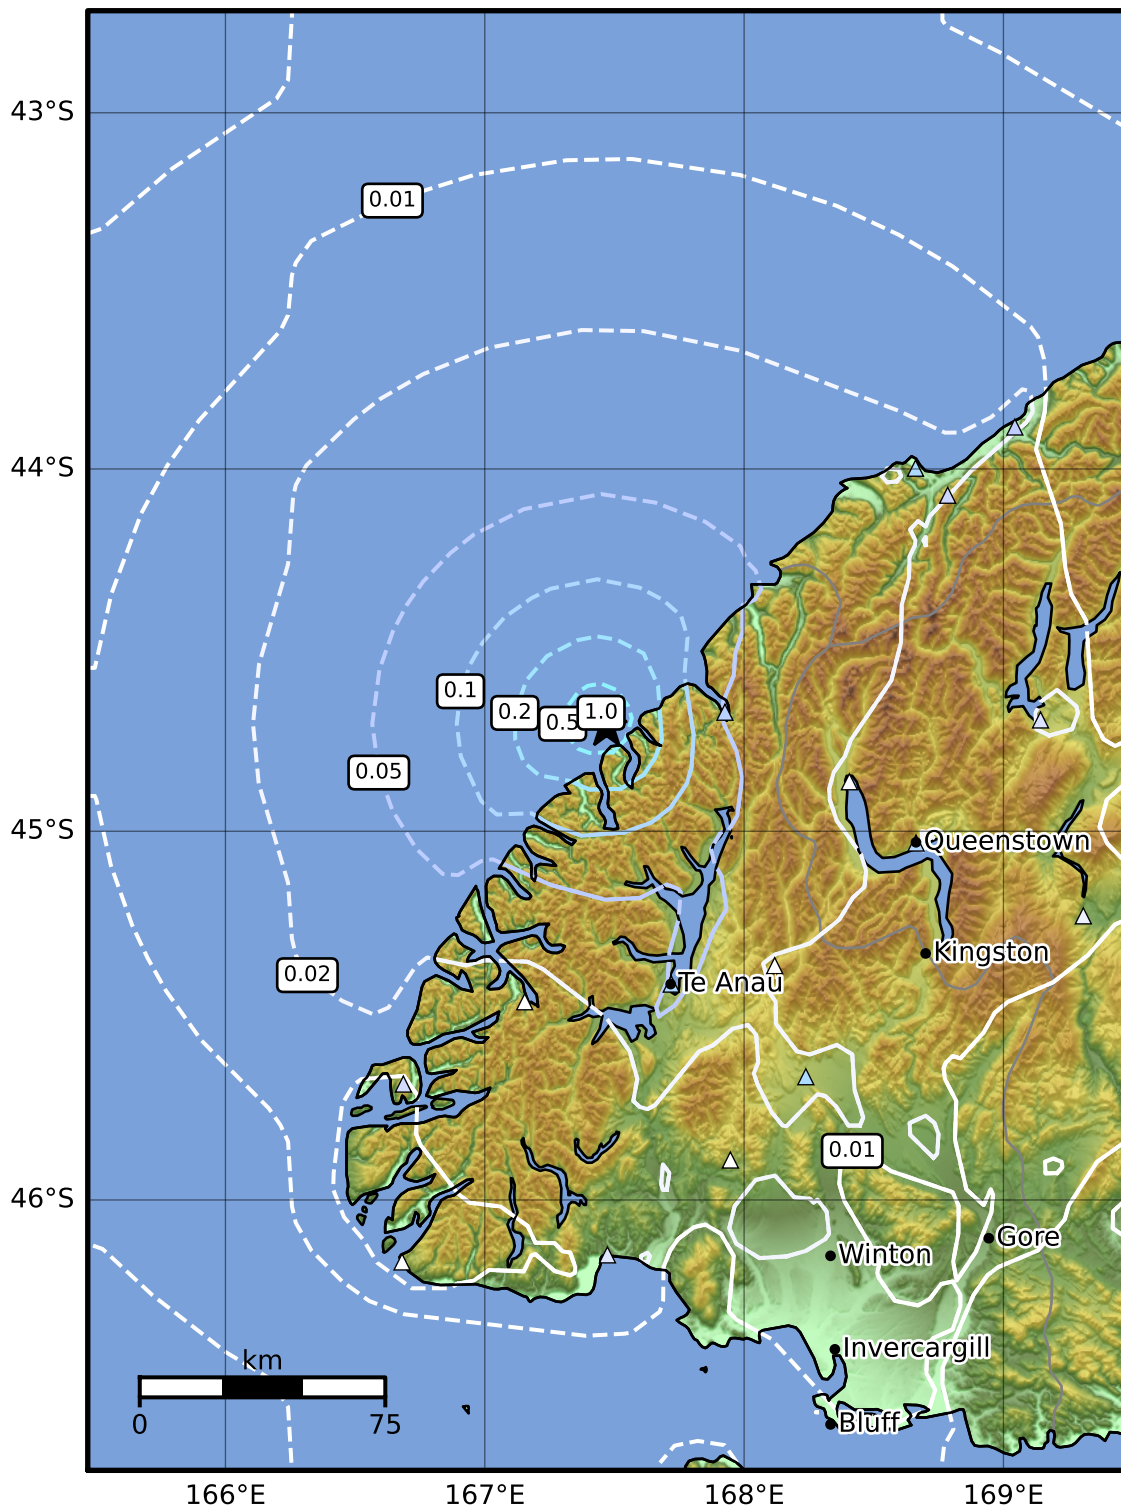 43°S
0.01
44°S
0.1
0.2
0.5
1.0
0.05
45°S
Queenstown
Kingston
0.02
Te Anau
0.01
46°S
Gore
Winton
Invercargill
km
0 75
Bluff
166°E 167°E 168°E 169°E